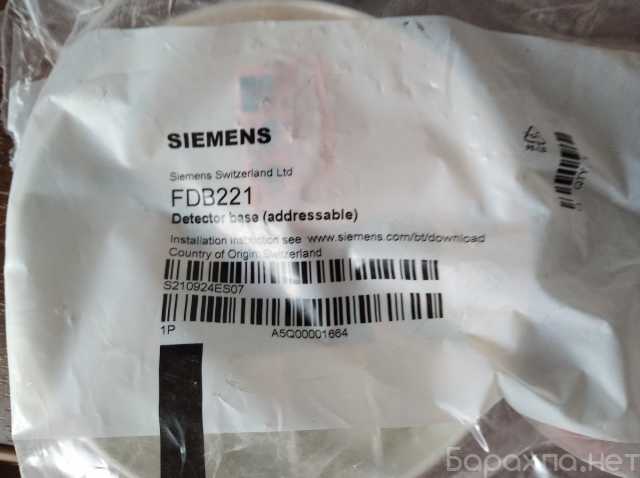 SIEMENS
Siemens Switzerland Ltd
FDB221
Detector base (addressable)
Installation instruction see www.siemens.com/bt/download
Country of Origin Switzerland
S210924ES07
1P A5Q00001664
Барахла.нет